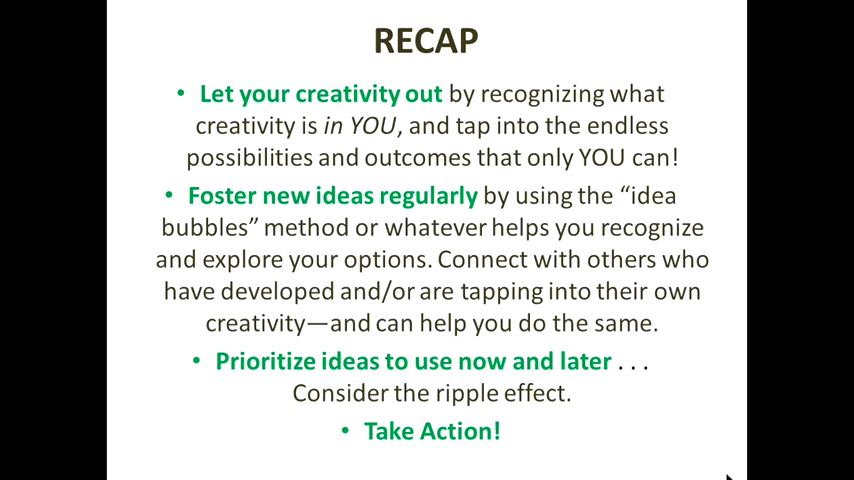 RECAP
• Let your creativity out by recognizing what
creativity is in YOU, and tap into the endless
possibilities and outcomes that only YOU can!
• Foster new ideas regularly by using the “idea
bubbles” method or whatever helps you recognize
and explore your options. Connect with others who
have developed and/or are tapping into their own
creativity—and can help you do the same.
• Prioritize ideas to use now and later . . .
Consider the ripple effect.
• Take Action!